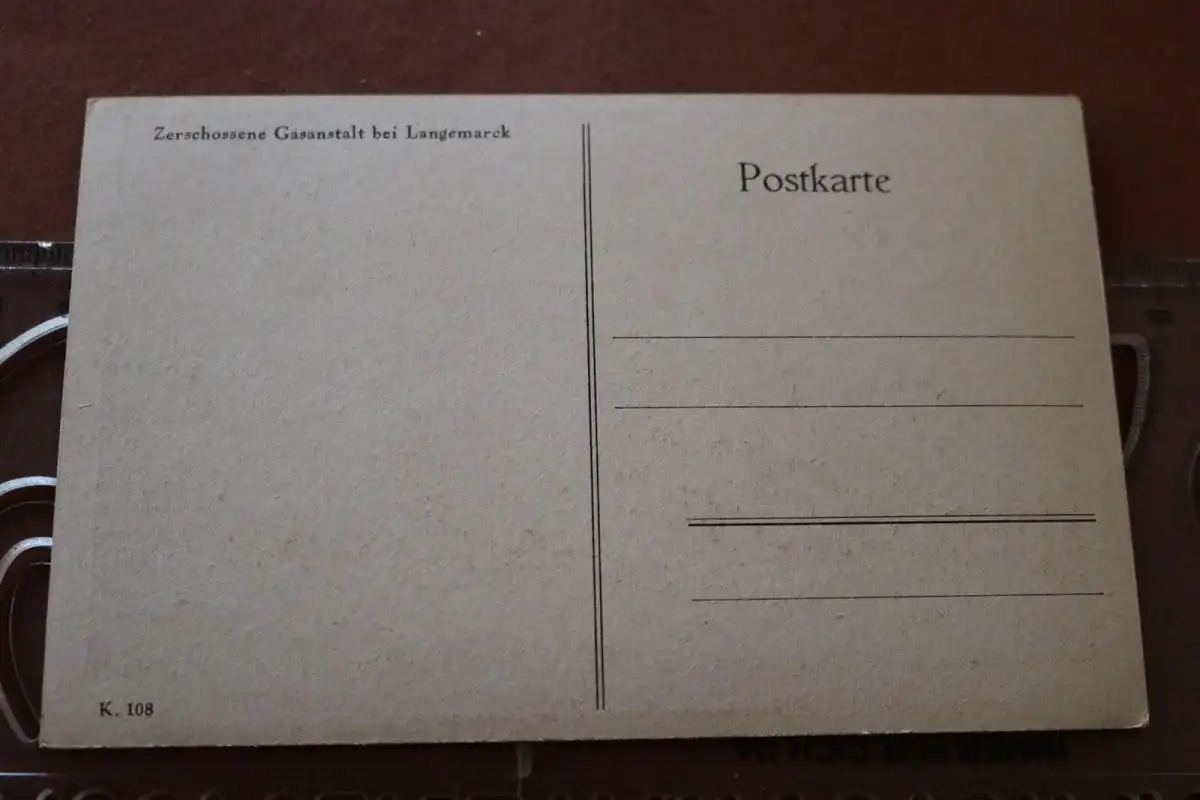 Zerschossene Gasanstalt bei Langemarck
Postkarte
K. 108